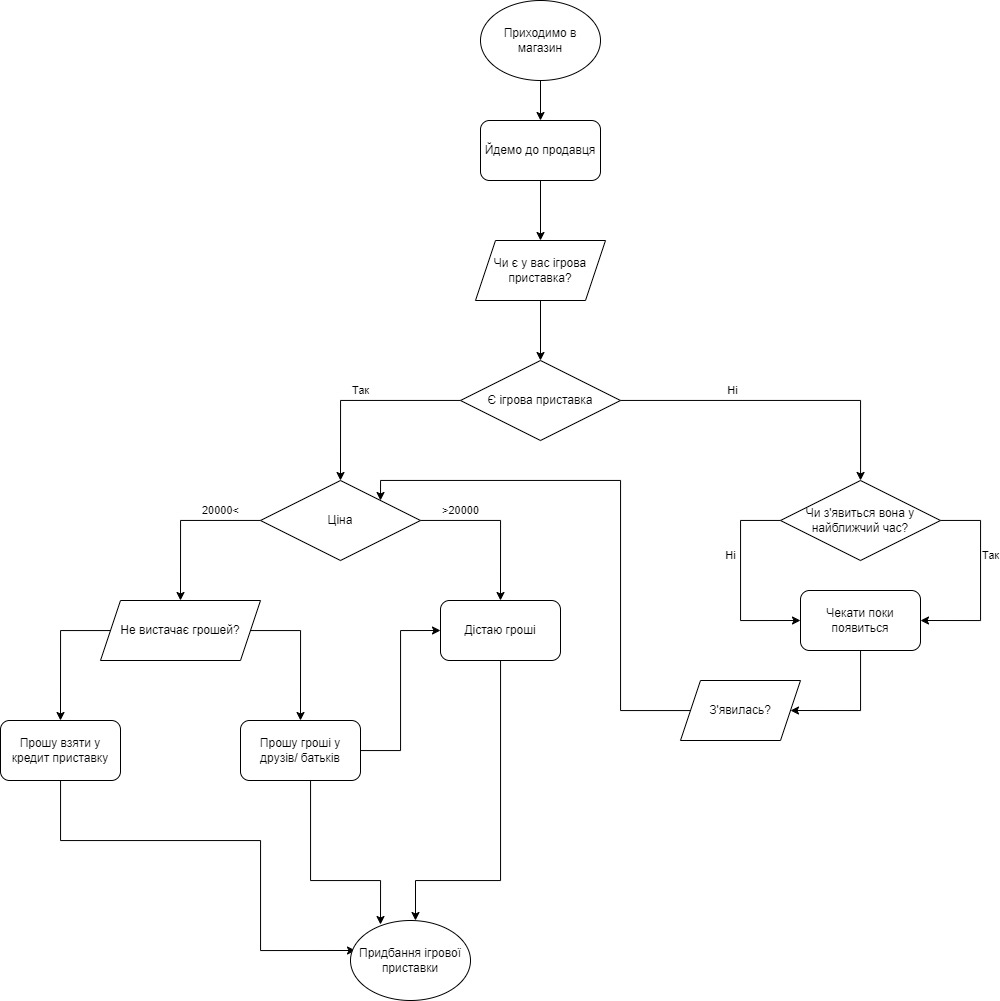 Приходимо в
магазин
Йдемо до продавця
Чи є у вас ігрова
приставка?
Так
Є ігрова приставка
Ні
20000<
Ціна
>20000
Чи з'явиться вона у
найближчий час?
Ні
Так
Не вистачає грошей?
Дістаю гроші
Чекати поки
появиться
З'явилась?
Прошу взяти у
кредит приставку
Прошу гроші у
друзів/ батьків
Придбання ігрової
приставки